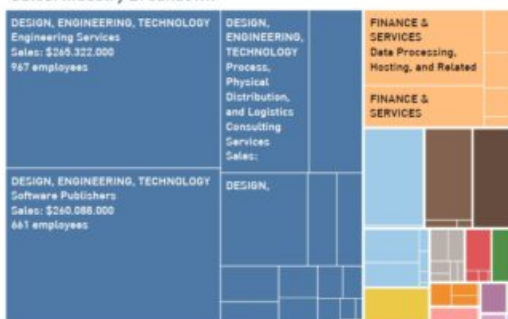 DESIGN, ENGINEERING, TECHNOLOGY
Engineering Services
Sales: $265.322.000
967 employees
DESIGN, ENGINEERING, TECHNOLOGY
Software Publishers
Sales: $260.088.000
661 employees
DESIGN,
ENGINEERING,
TECHNOLOGY
Process,
Physical
Distribution,
and Logistics
Consulting
Services
Sales:
DESIGN,
FINANCE &
SERVICES
Data Processing,
Hosting, and Related
FINANCE &
SERVICES